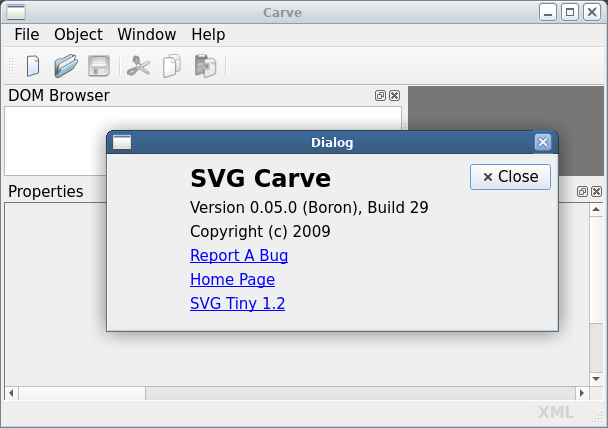 Carve
File Object Window Help
DOM Browser
Dialog
SVG Carve
Close
Version 0.05.0 (Boron), Build 29
Copyright (c) 2009
Report A Bug
Home Page
SVG Tiny 1.2
Properties
XML